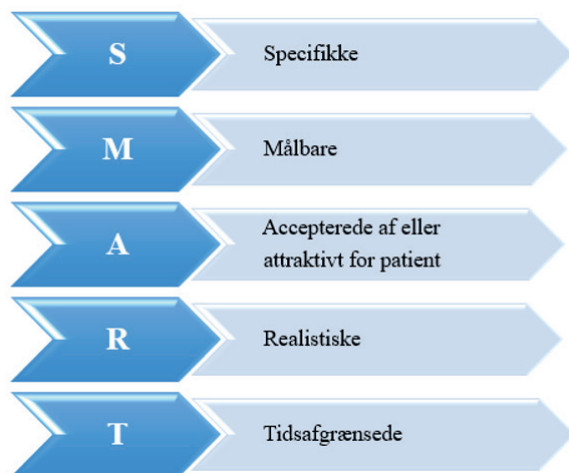 S Specifikke
M Målbare
A Accepterede af eller
attraktivt for patient
R Realistiske
T Tidsafgrænsede